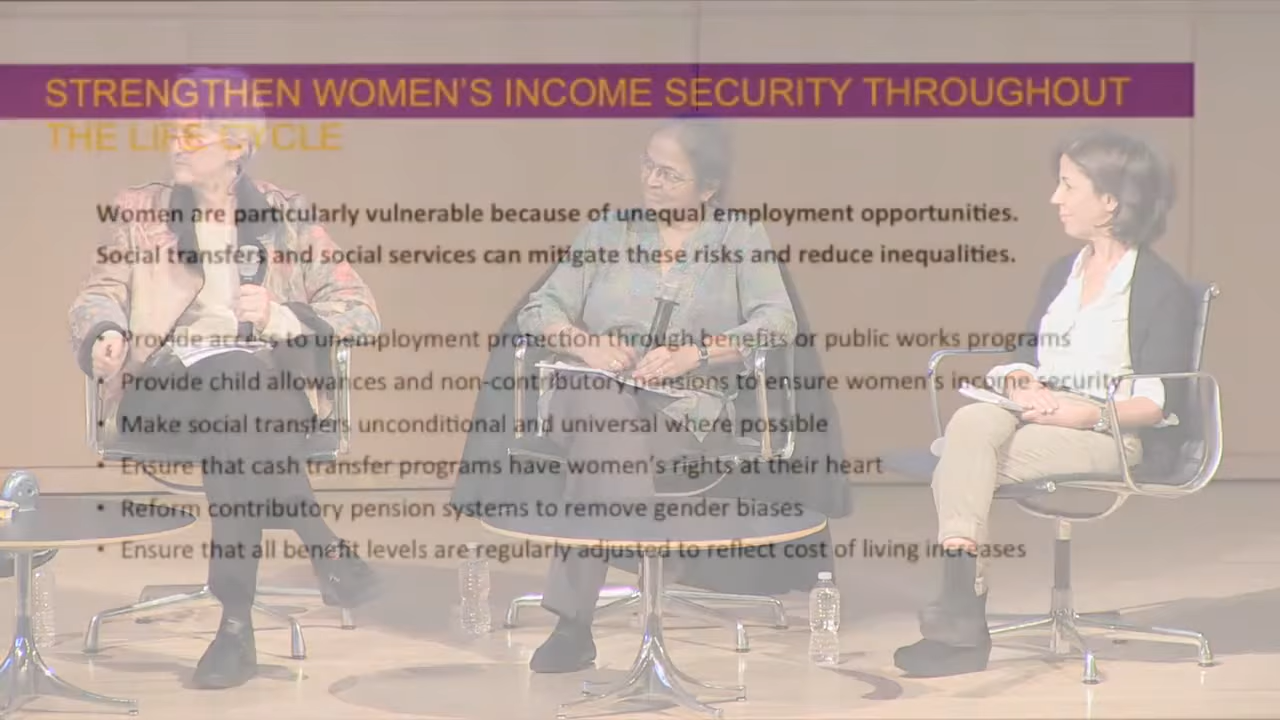 STRENGTHEN WOMEN'S INCOME SECURITY THROUGHOUT
THE LIFE CYCLE
Women are particularly vulnerable because of unequal employment opportunities.
Social transfers and social services can mitigate these risks and reduce inequalities.
• Provide access to unemployment protection through benefits or public works programs
• Provide child allowances and non-contributory pensions to ensure women's income security
• Make social transfers unconditional and universal where possible
• Ensure that cash transfer programs have women's rights at their heart
• Reform contributory pension systems to remove gender biases
• Ensure that all benefit levels are regularly adjusted to reflect cost of living increases